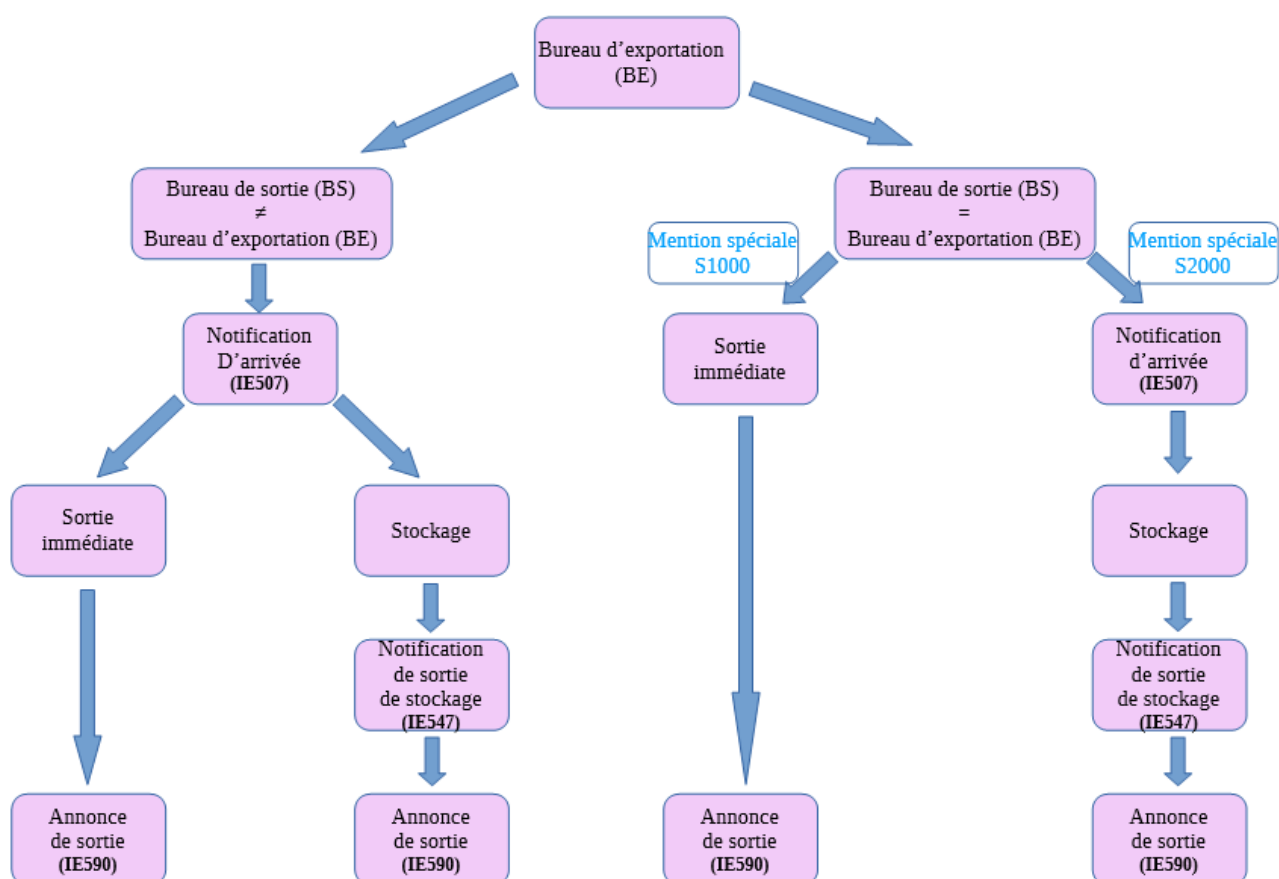 Bureau d’exportation
(BE)
Bureau de sortie (BS)
≠
Bureau d’exportation (BE)
Bureau de sortie (BS)
=
Bureau d’exportation (BE)
Mention spéciale
S1000
Mention spéciale
S2000
Notification
D’arrivée
(IE507)
Sortie
immédiate
Notification
d’arrivée
(IE507)
Sortie
immédiate
Stockage
Stockage
Notification
de sortie
de stockage
(IE547)
Notification
de sortie
de stockage
(IE547)
Annonce
de sortie
(IE590)
Annonce
de sortie
(IE590)
Annonce
de sortie
(IE590)
Annonce
de sortie
(IE590)